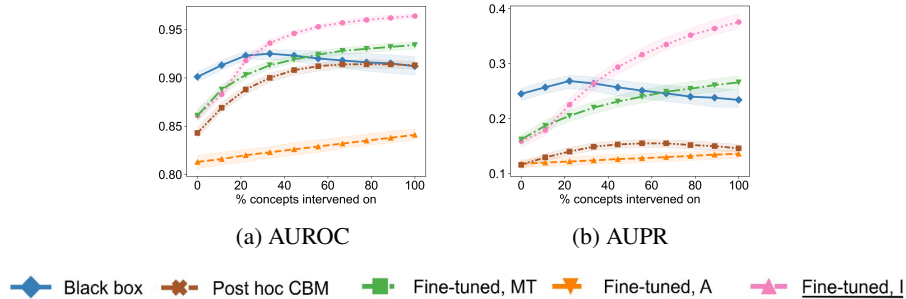 0.95
0.90
0.85
0.80
0 20 40 60 80 100
% concepts intervened on
(a) AUROC
0.4
0.3
0.2
0.1
0 20 40 60 80 100
% concepts intervened on
(b) AUPR
Black box Post hoc CBM Fine-tuned, MT Fine-tuned, A Fine-tuned, I